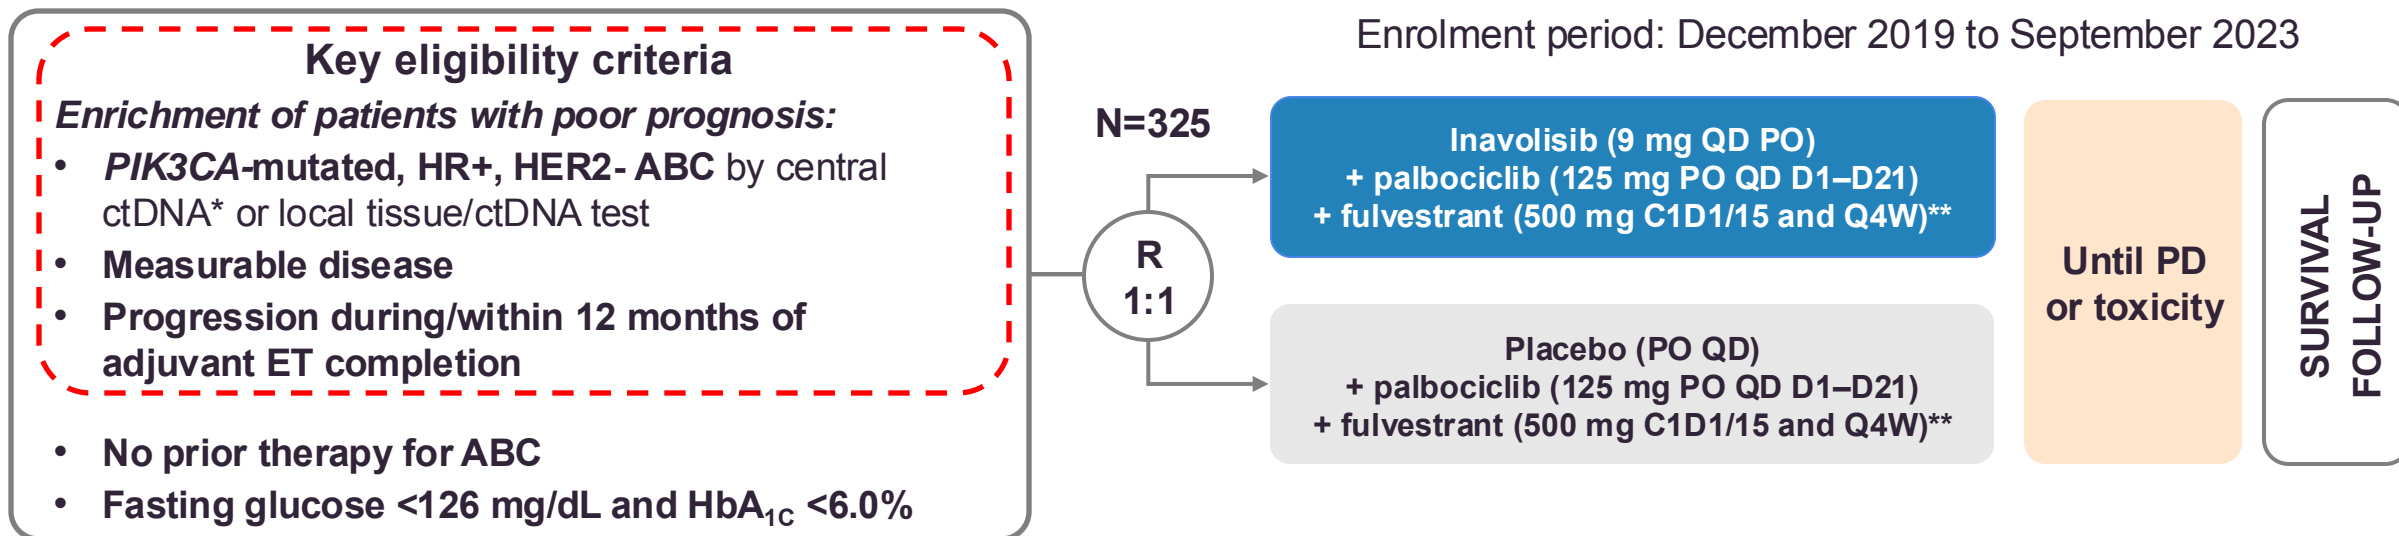 Key eligibility criteria
Enrichment of patients with poor prognosis:
• PIK3CA-mutated, HR+, HER2- ABC by central
ctDNA* or local tissue/ctDNA test
• Measurable disease
• Progression during/within 12 months of
adjuvant ET completion
• No prior therapy for ABC
• Fasting glucose <126 mg/dL and HbA1C <6.0%
Enrolment period: December 2019 to September 2023
N=325
R
1:1
Inavolisib (9 mg QD PO)
+ palbociclib (125 mg PO QD D1–D21)
+ fulvestrant (500 mg C1D1/15 and Q4W)**
Placebo (PO QD)
+ palbociclib (125 mg PO QD D1–D21)
+ fulvestrant (500 mg C1D1/15 and Q4W)**
Until PD
or toxicity
SURVIVAL
FOLLOW-UP